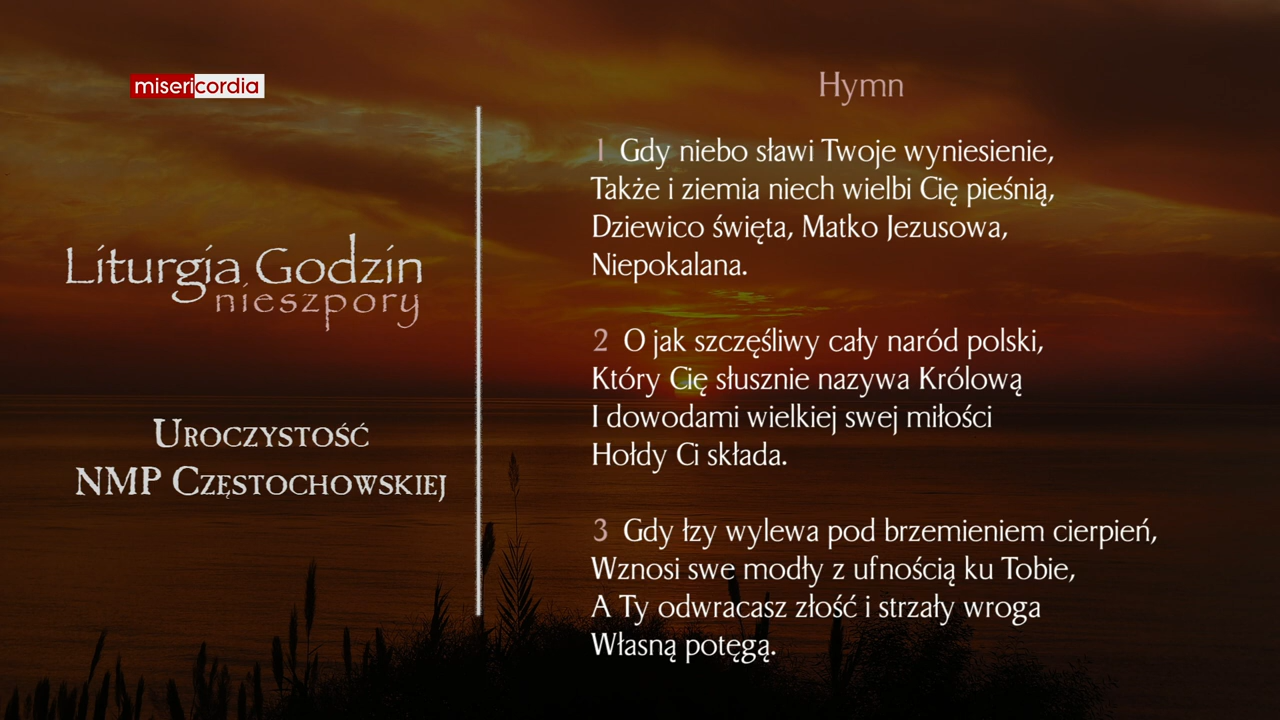 misericordia
Liturgia Godzin
nieszpory
Uroczystość
NMP Częstochowskiej
Hymn
1 Gdy niebo sławi Twoje wyniesienie,
Także i ziemia niech wielbi Cię pieśnią,
Dziewico święta, Matko Jezusowa,
Niepokalana.
2 O jak szczęśliwy cały naród polski,
Który Cię słusznie nazywa Królową
I dowodami wielkiej swej miłości
Hołdy Ci składa.
3 Gdy łzy wylewa pod brzemieniem cierpień,
Wznosi swe modły z ufnością ku Tobie,
A Ty odwracasz złość i strzały wroga
Własną potęgą.